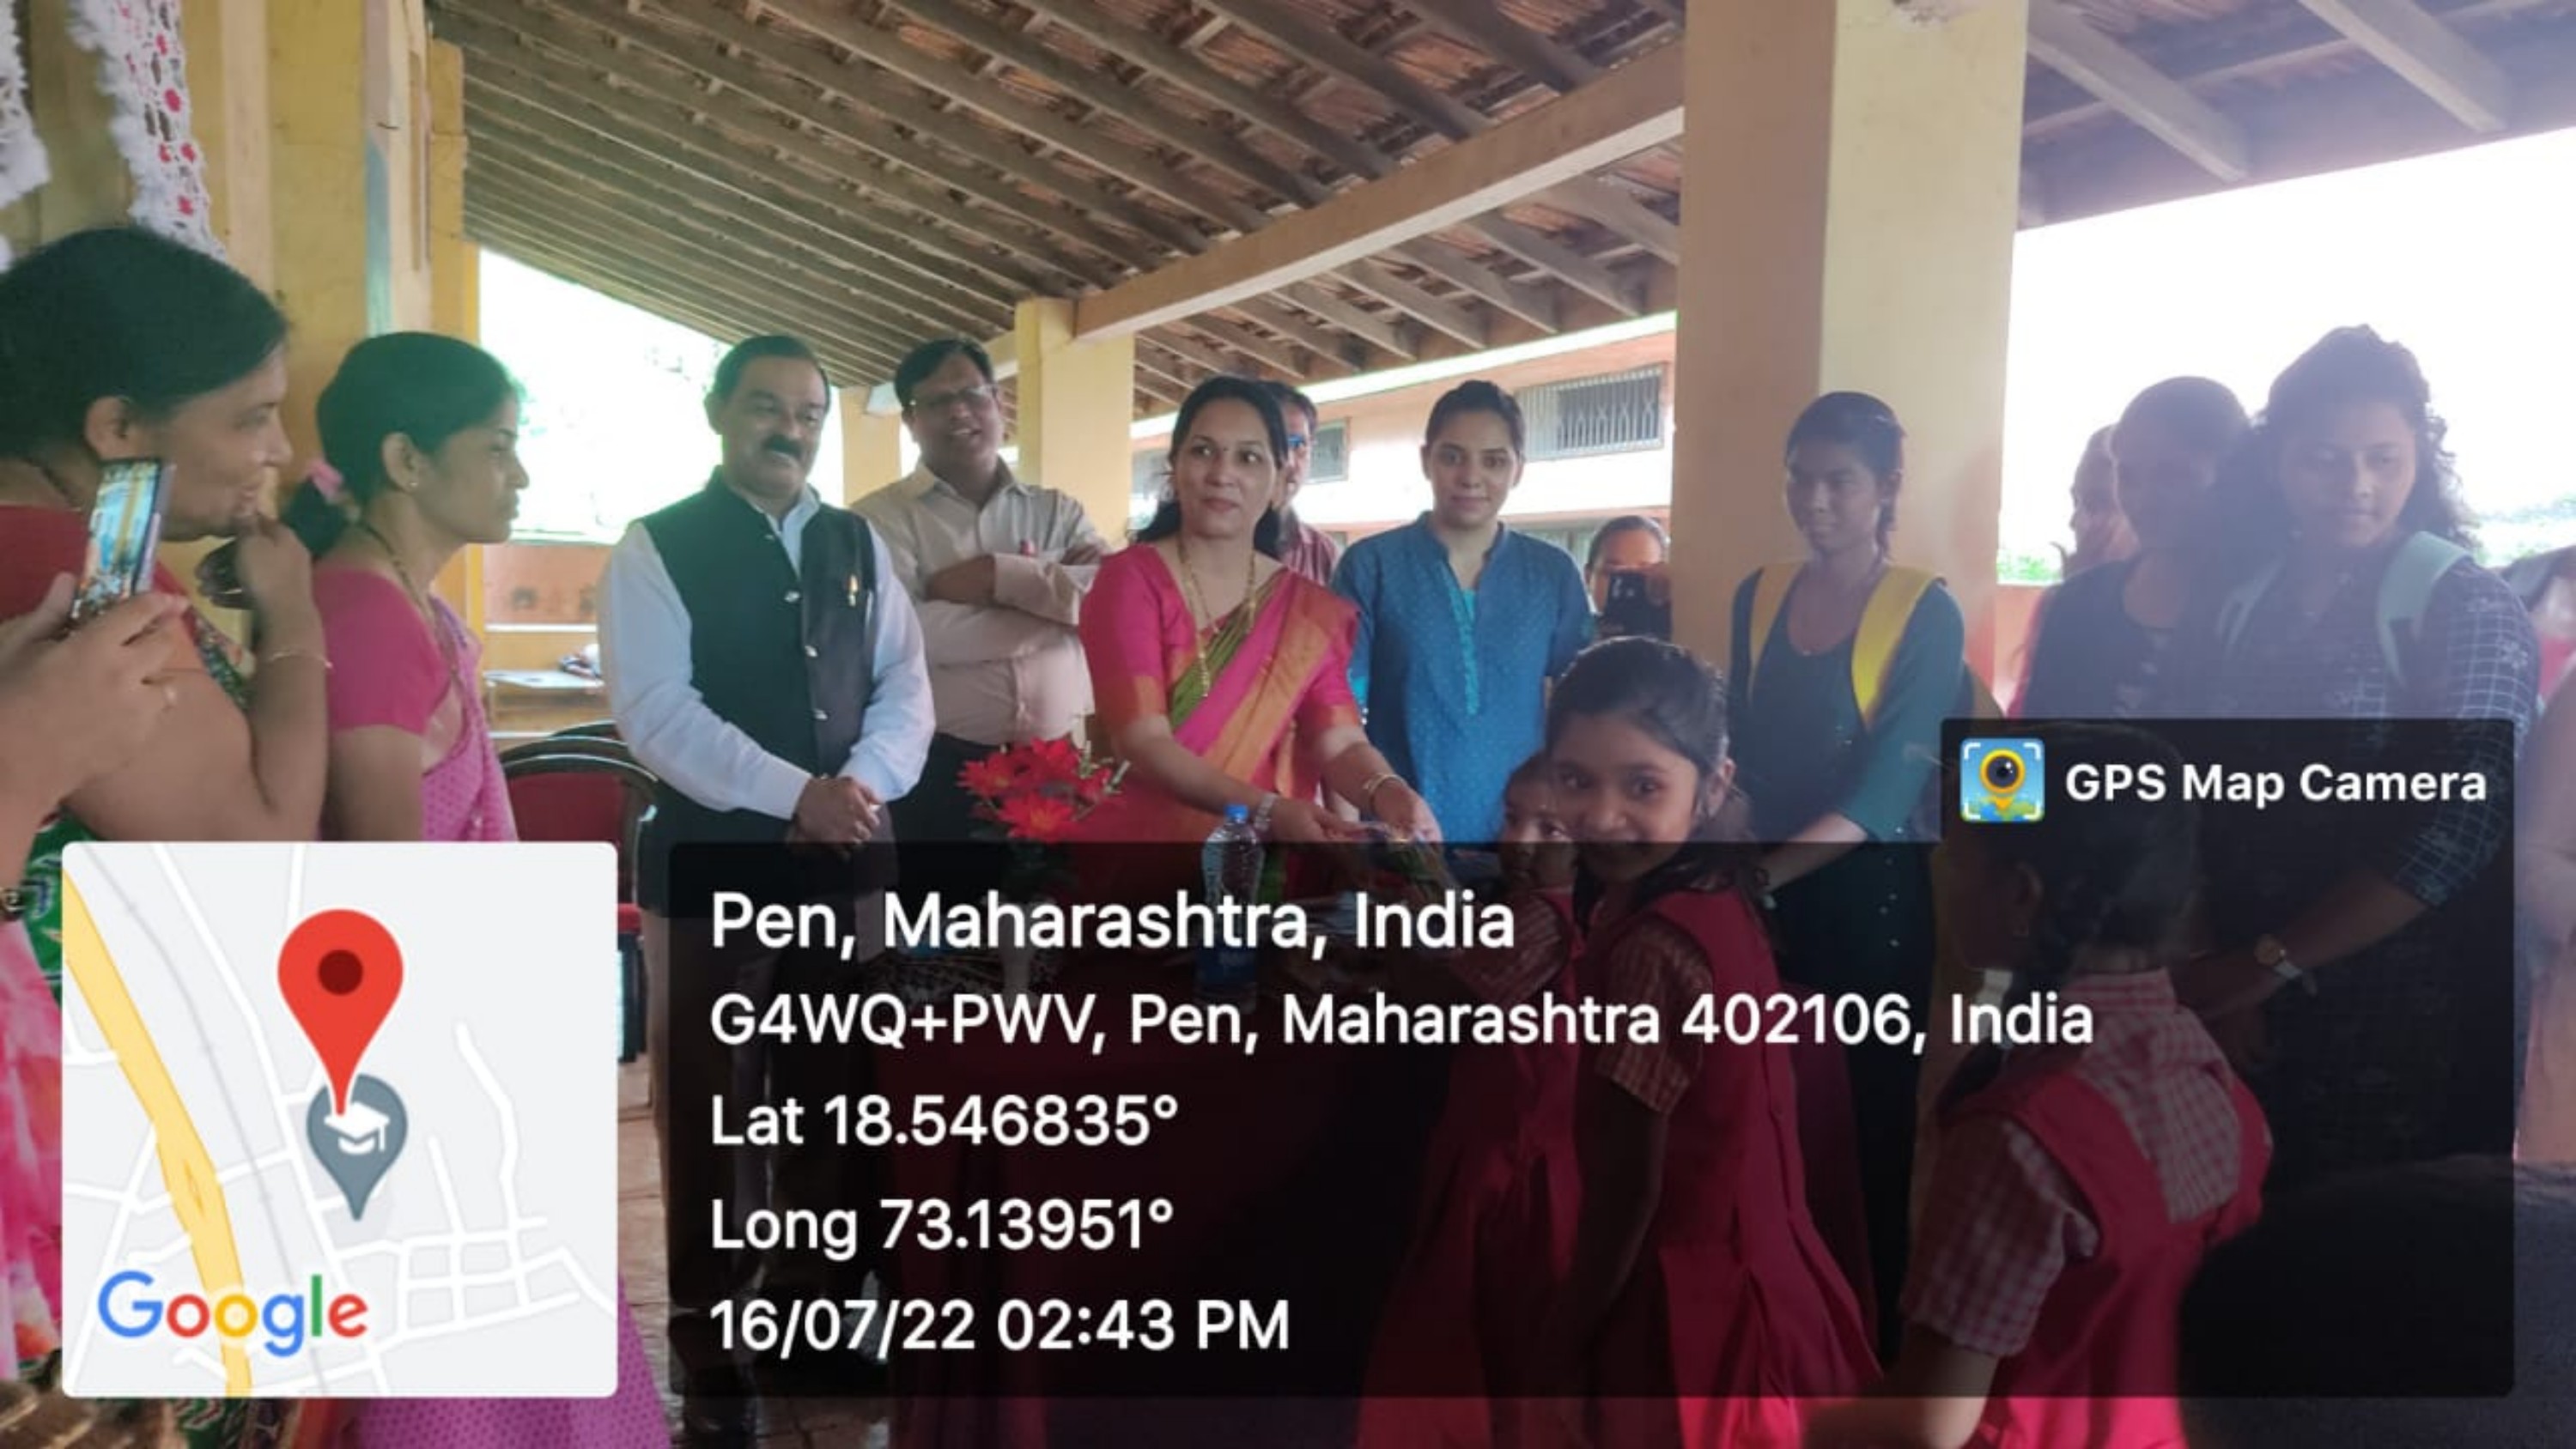 GPS Map Camera
Pen, Maharashtra, India
G4WQ+PWV, Pen, Maharashtra 402106, India
Lat 18.546835°
Long 73.13951°
16/07/22 02:43 PM
Google